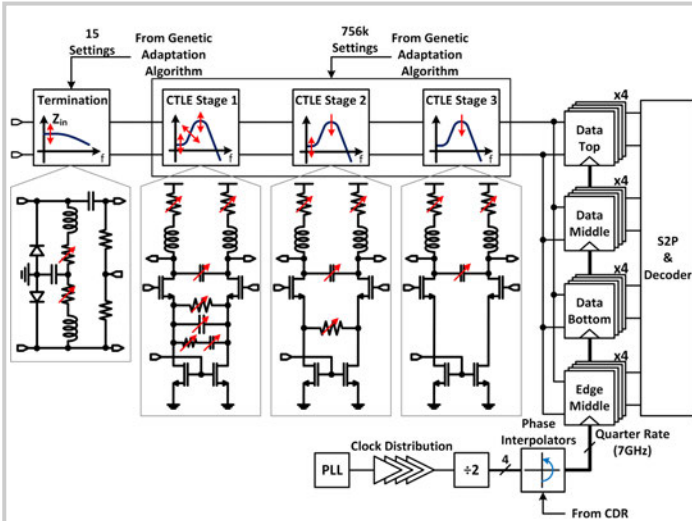 15
Settings
From Genetic
Adaptation
Algorithm
756k
Settings
From Genetic
Adaptation
Algorithm
Termination
Zin
f
CTLE Stage 1
f
CTLE Stage 2
f
CTLE Stage 3
f
x4
Data
Top
x4
Data
Middle
x4
Data
Bottom
x4
Edge
Middle
S2P
&
Decoder
Phase
Interpolators
Quarter Rate
(7GHz)
Clock Distribution
PLL
÷2
4
From CDR